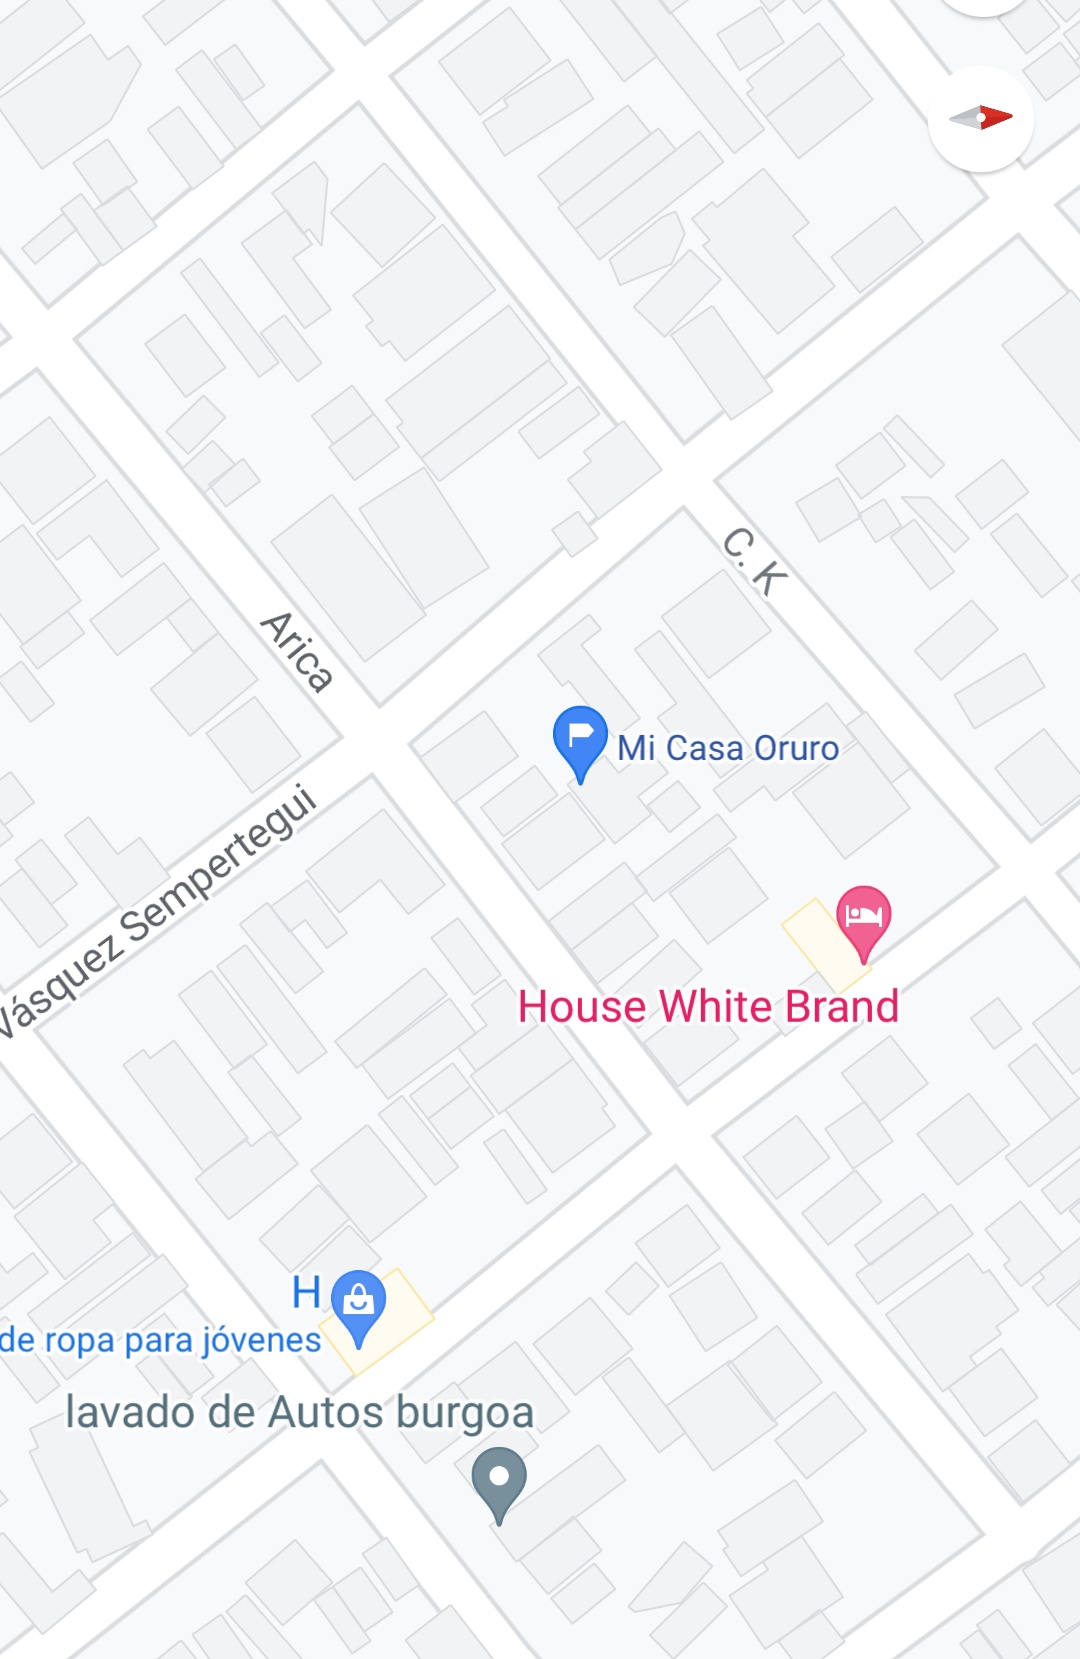 C. K
Arica
Mi Casa Oruro
Vásquez Sempertegui
House White Brand
H
de ropa para jóvenes
lavado de Autos burgoa